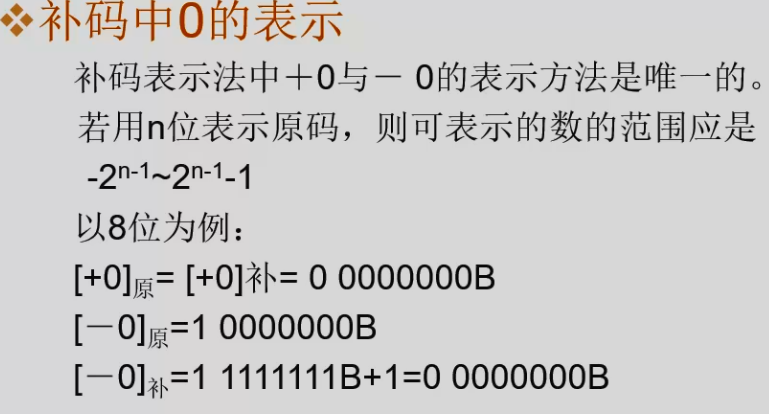 ❖补码中0的表示
补码表示法中＋0与－ 0的表示方法是唯一的。
若用n位表示原码，则可表示的数的范围应是
-2ⁿ⁻¹~2ⁿ⁻¹-1
以8位为例：
[+0]原= [+0]补= 0 0000000B
[－0]原=1 0000000B
[－0]补=1 1111111B+1=0 0000000B